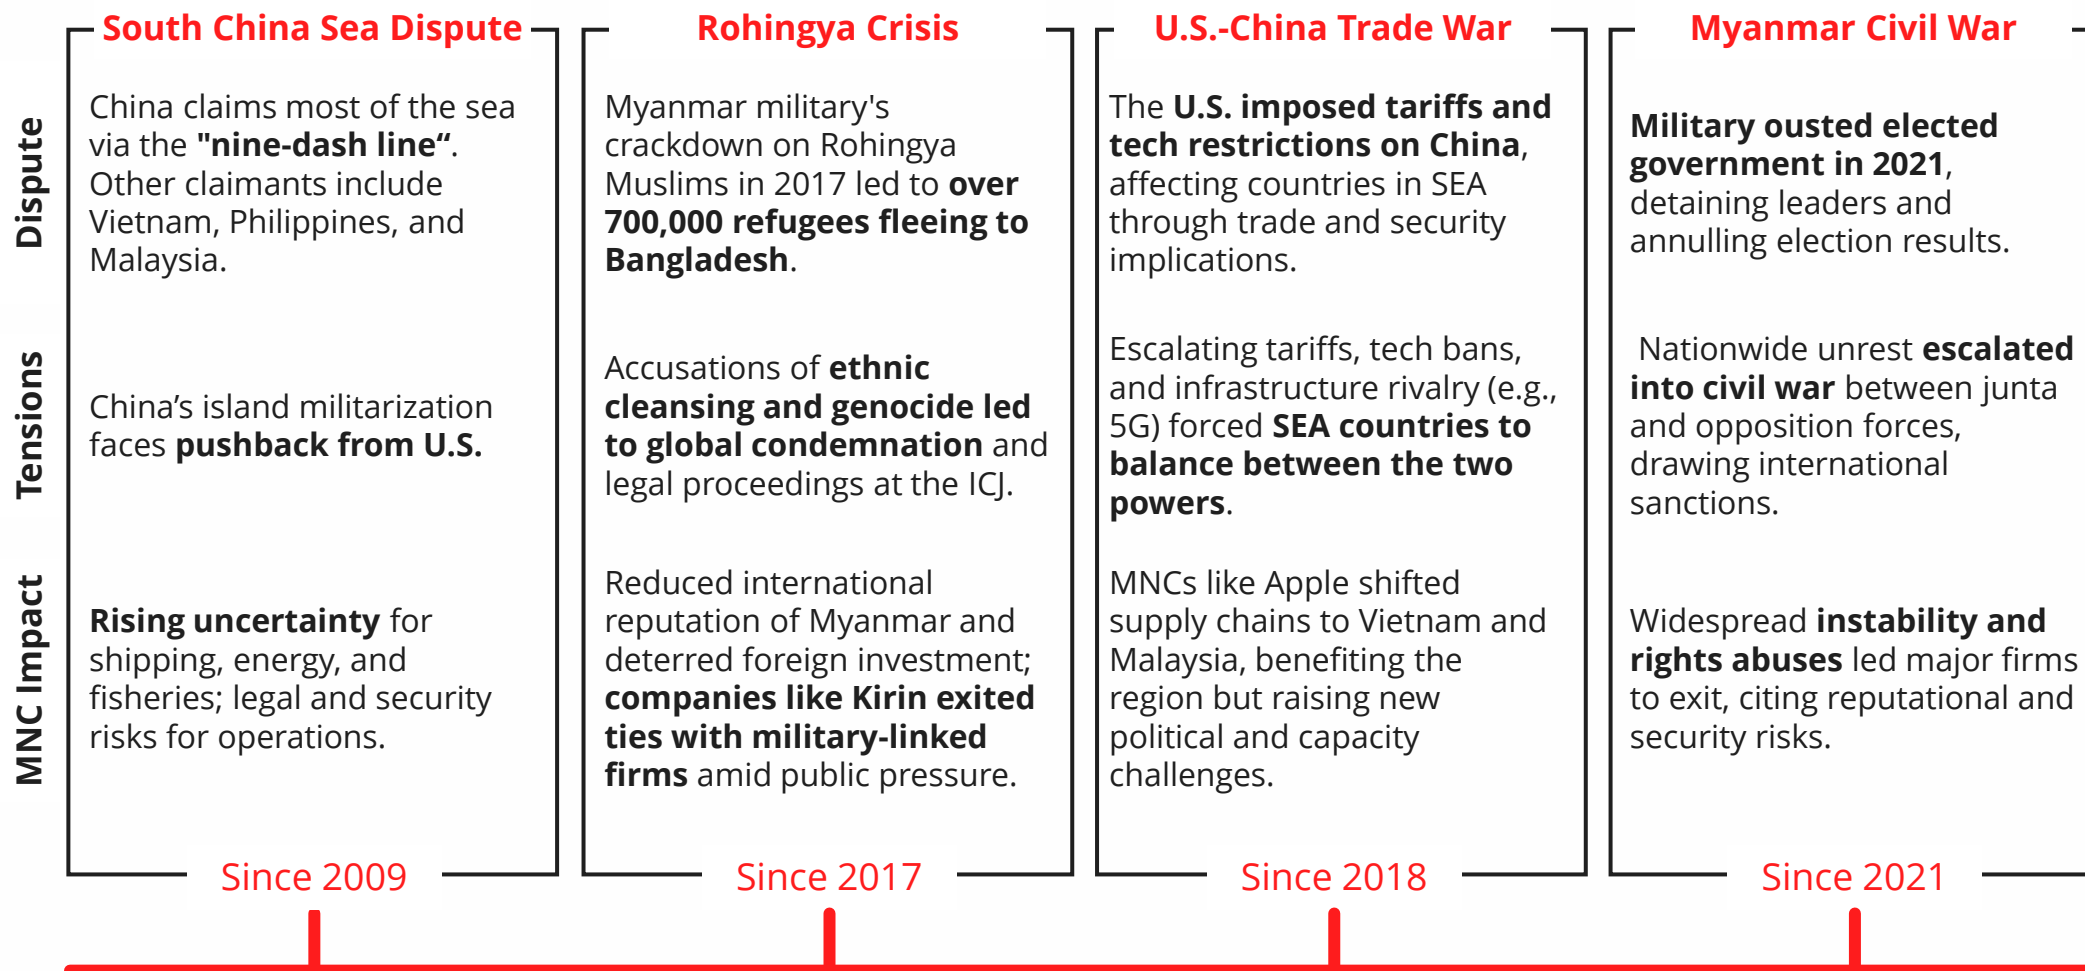 South China Sea Dispute
Rohingya Crisis
U.S.-China Trade War
Myanmar Civil War
Dispute
China claims most of the sea
via the "nine-dash line“.
Other claimants include
Vietnam, Philippines, and
Malaysia.
Myanmar military's
crackdown on Rohingya
Muslims in 2017 led to over
700,000 refugees fleeing to
Bangladesh.
The U.S. imposed tariffs and
tech restrictions on China,
affecting countries in SEA
through trade and security
implications.
Military ousted elected
government in 2021,
detaining leaders and
annulling election results.
Tensions
China’s island militarization
faces pushback from U.S.
Accusations of ethnic
cleansing and genocide led
to global condemnation and
legal proceedings at the ICJ.
Escalating tariffs, tech bans,
and infrastructure rivalry (e.g.,
5G) forced SEA countries to
balance between the two
powers.
Nationwide unrest escalated
into civil war between junta
and opposition forces,
drawing international
sanctions.
MNC Impact
Rising uncertainty for
shipping, energy, and
fisheries; legal and security
risks for operations.
Reduced international
reputation of Myanmar and
deterred foreign investment;
companies like Kirin exited
ties with military-linked
firms amid public pressure.
MNCs like Apple shifted
supply chains to Vietnam and
Malaysia, benefiting the
region but raising new
political and capacity
challenges.
Widespread instability and
rights abuses led major firms
to exit, citing reputational and
security risks.
Since 2009
Since 2017
Since 2018
Since 2021